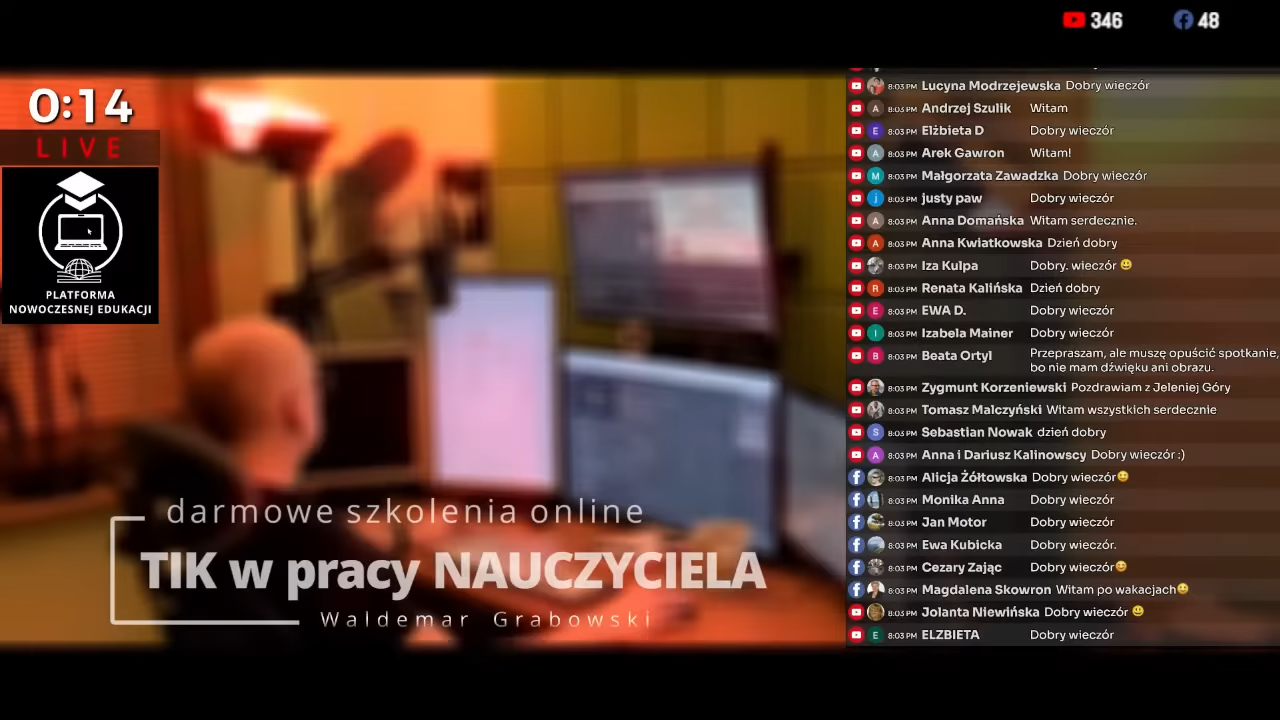 346
48
0:14
LIVE
PLATFORMA
NOWOCZESNEJ EDUKACJI
darmowe szkolenia online
TIK w pracy NAUCZYCIELA
Waldemar Grabowski
8:03 PM Lucyna Modrzejewska Dobry wieczór
A 8:03 PM Andrzej Szulik Witam
E 8:03 PM Elżbieta D Dobry wieczór
A 8:03 PM Arek Gawron Witam!
M 8:03 PM Małgorzata Zawadzka Dobry wieczór
j 8:03 PM justy paw Dobry wieczór
A 8:03 PM Anna Domańska Witam serdecznie.
A 8:03 PM Anna Kwiatkowska Dzień dobry
8:03 PM Iza Kulpa Dobry. wieczór 😃
R 8:03 PM Renata Kalińska Dzień dobry
E 8:03 PM EWA D. Dobry wieczór
I 8:03 PM Izabela Mainer Dobry wieczór
B 8:03 PM Beata Ortyl Przepraszam, ale muszę opuścić spotkanie,
bo nie mam dźwięku ani obrazu.
8:03 PM Zygmunt Korzeniewski Pozdrawiam z Jeleniej Góry
8:03 PM Tomasz Malczyński Witam wszystkich serdecznie
S 8:03 PM Sebastian Nowak dzień dobry
A 8:03 PM Anna i Dariusz Kalinowscy Dobry wieczór :)
8:03 PM Alicja Żółtowska Dobry wieczór😀
8:03 PM Monika Anna Dobry wieczór
8:03 PM Jan Motor Dobry wieczór
8:03 PM Ewa Kubicka Dobry wieczór.
8:03 PM Cezary Zając Dobry wieczór😊
8:03 PM Magdalena Skowron Witam po wakacjach😀
8:03 PM Jolanta Niewińska Dobry wieczór 😃
E 8:03 PM ELZBIETA Dobry wieczór